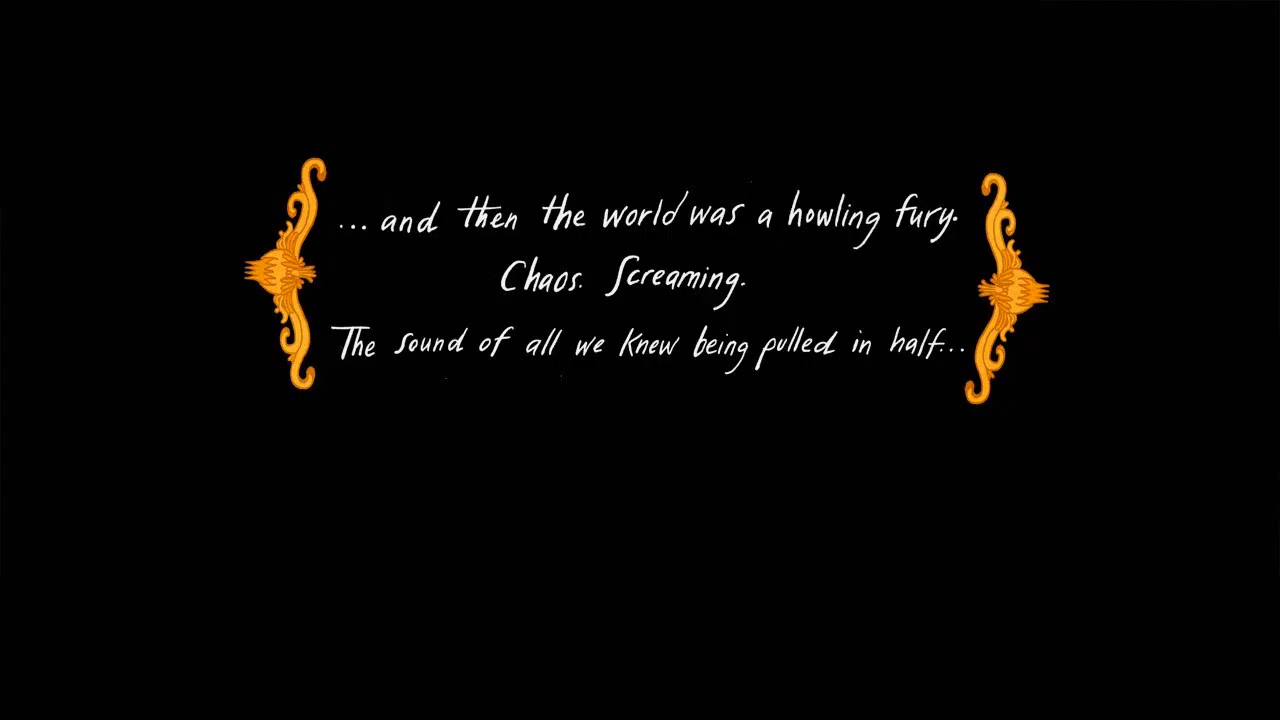 ...and then the world was a howling fury.
Chaos. Screaming.
The sound of all we knew being pulled in half...